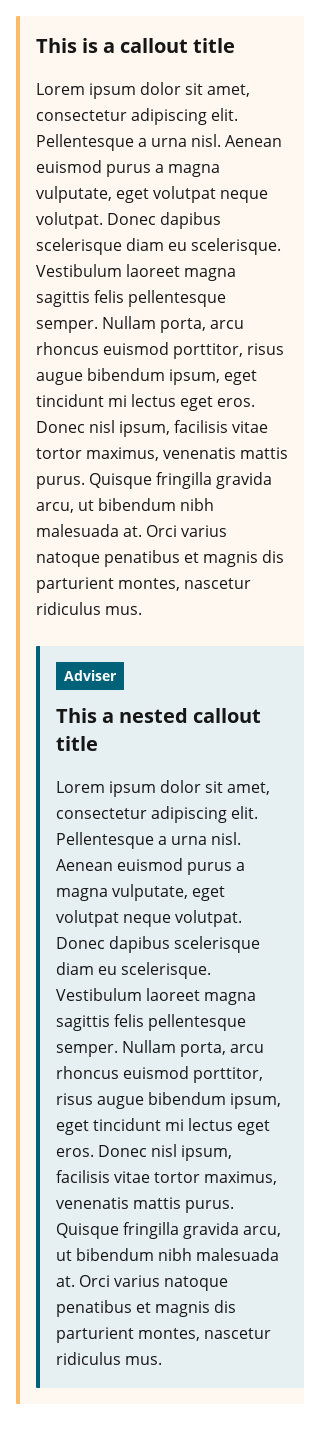 This is a callout title
Lorem ipsum dolor sit amet,
consectetur adipiscing elit.
Pellentesque a urna nisl. Aenean
euismod purus a magna
vulputate, eget volutpat neque
volutpat. Donec dapibus
scelerisque diam eu scelerisque.
Vestibulum laoreet magna
sagittis felis pellentesque
semper. Nullam porta, arcu
rhoncus euismod porttitor, risus
augue bibendum ipsum, eget
tincidunt mi lectus eget eros.
Donec nisl ipsum, facilisis vitae
tortor maximus, venenatis mattis
purus. Quisque fringilla gravida
arcu, ut bibendum nibh
malesuada at. Orci varius
natoque penatibus et magnis dis
parturient montes, nascetur
ridiculus mus.
Adviser
This a nested callout
title
Lorem ipsum dolor sit amet,
consectetur adipiscing elit.
Pellentesque a urna nisl.
Aenean euismod purus a
magna vulputate, eget
volutpat neque volutpat.
Donec dapibus scelerisque
diam eu scelerisque.
Vestibulum laoreet magna
sagittis felis pellentesque
semper. Nullam porta, arcu
rhoncus euismod porttitor,
risus augue bibendum ipsum,
eget tincidunt mi lectus eget
eros. Donec nisl ipsum,
facilisis vitae tortor maximus,
venenatis mattis purus.
Quisque fringilla gravida arcu,
ut bibendum nibh malesuada
at. Orci varius natoque
penatibus et magnis dis
parturient montes, nascetur
ridiculus mus.